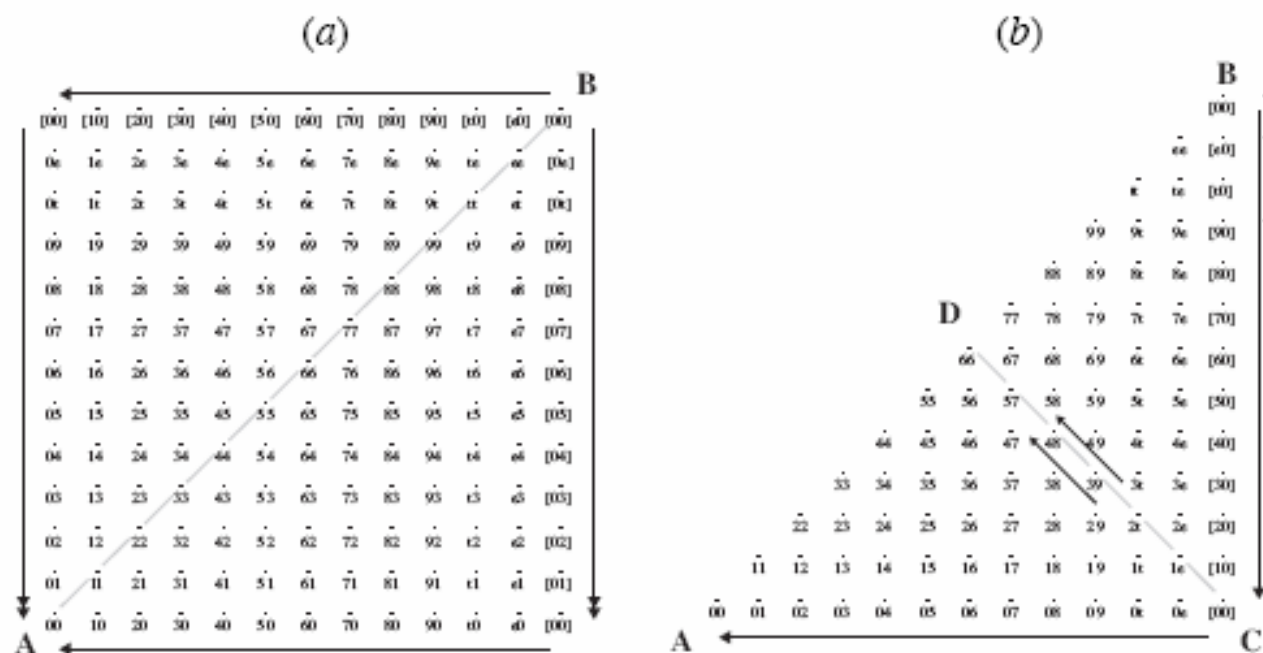 (a)
B
[00] [10] [20] [30] [40] [50] [60] [70] [80] [90] [t0] [e0] [00]
0e 1e 2e 3e 4e 5e 6e 7e 8e 9e te ee [0e]
0t 1t 2t 3t 4t 5t 6t 7t 8t 9t tt et [0t]
09 19 29 39 49 59 69 79 89 99 t9 e9 [09]
08 18 28 38 48 58 68 78 88 98 t8 e8 [08]
07 17 27 37 47 57 67 77 87 97 t7 e7 [07]
06 16 26 36 46 56 66 76 86 96 t6 e6 [06]
05 15 25 35 45 55 65 75 85 95 t5 e5 [05]
04 14 24 34 44 54 64 74 84 94 t4 e4 [04]
03 13 23 33 43 53 63 73 83 93 t3 e3 [03]
02 12 22 32 42 52 62 72 82 92 t2 e2 [02]
01 11 21 31 41 51 61 71 81 91 t1 e1 [01]
00 10 20 30 40 50 60 70 80 90 t0 e0 [00]
A
(b)
B
[00]
ee [e0]
tt te [t0]
99 9t 9e [90]
88 89 8t 8e [80]
D 77 78 79 7t 7e [70]
66 67 68 69 6t 6e [60]
55 56 57 58 59 5t 5e [50]
44 45 46 47 48 49 4t 4e [40]
33 34 35 36 37 38 39 3t 3e [30]
22 23 24 25 26 27 28 29 2t 2e [20]
11 12 13 14 15 16 17 18 19 1t 1e [10]
00 01 02 03 04 05 06 07 08 09 0t 0e [00]
A C